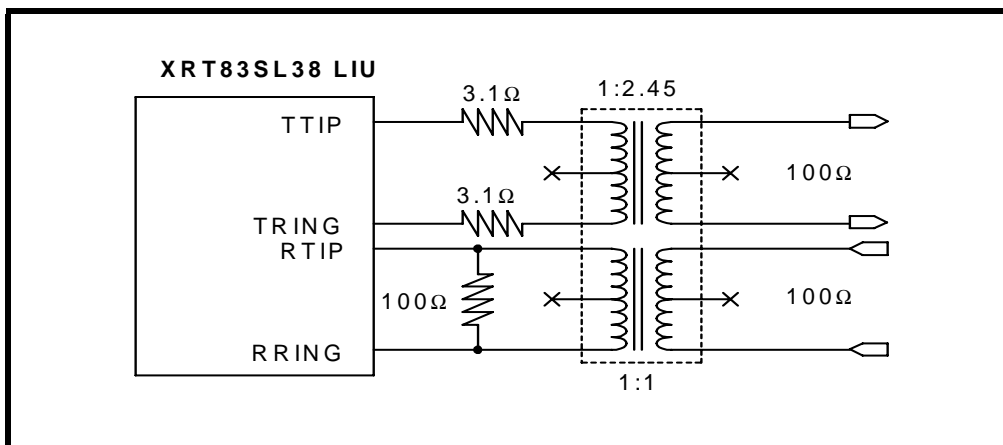 XRT83SL38 LIU
3.1Ω
1:2.45
TTIP
100Ω
3.1Ω
TRING
RTIP
100Ω
100Ω
RRING
1:1